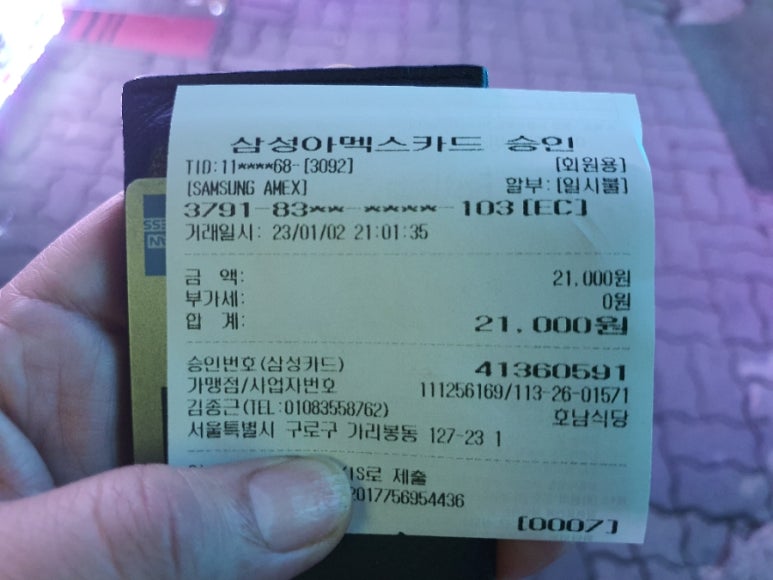 삼성아멕스카드 승인
TID:11****68-[3092] [회원용]
[SAMSUNG AMEX] 할부:[일시불]
3791-83**-****-103[EC]
거래일시: 23/01/02 21:01:35
금 액: 21,000원
부가세: 0원
합 계: 21,000원
승인번호(삼성카드) 41360591
가맹점/사업자번호 111256169/113-26-01571
김종근(TEL:01083558762) 호남식당
서울특별시 구로구 가리봉동 127-23 1
로 제출
2017756954436
[0007]